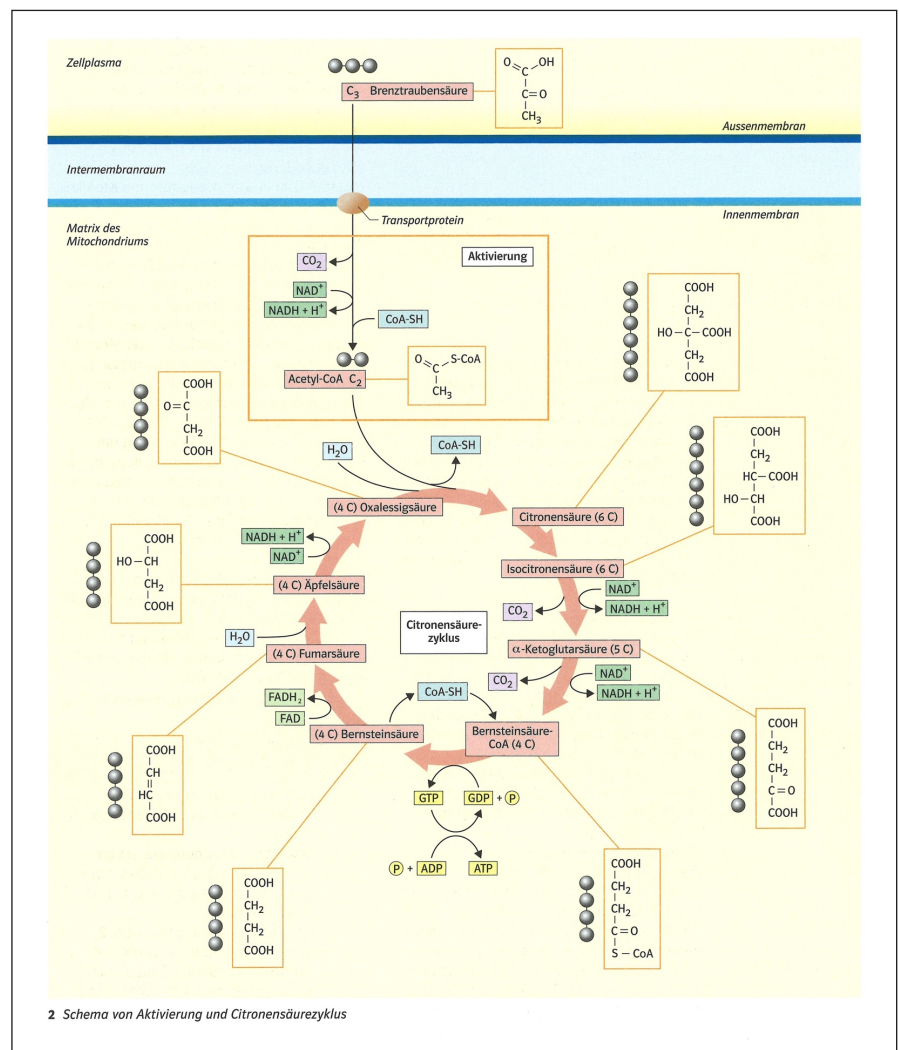 Zellplasma
C₃ Brenztraubensäure
O
C
OH
C=O
CH₃
Aussenmembran
Intermembranraum
Innenmembran
Transportprotein
Matrix des
Mitochondriums
Aktivierung
CO₂
NAD⁺
NADH + H⁺
CoA-SH
Acetyl-CoA C₂
O
C
S-CoA
CH₃
COOH
CH₂
HO–C–COOH
CH₂
COOH
COOH
O=C
CH₂
COOH
H₂O
CoA-SH
COOH
CH₂
HC–COOH
HO–CH
COOH
(4 C) Oxalessigsäure
Citronensäure (6 C)
NADH + H⁺
NAD⁺
COOH
HO–CH
CH₂
COOH
(4 C) Äpfelsäure
Isocitronensäure (6 C)
NAD⁺
CO₂
NADH + H⁺
Citronensäure-
zyklus
H₂O
(4 C) Fumarsäure
α-Ketoglutarsäure (5 C)
NAD⁺
CO₂
NADH + H⁺
FADH₂
FAD
CoA-SH
(4 C) Bernsteinsäure
Bernsteinsäure-
CoA (4 C)
COOH
CH₂
CH₂
C=O
COOH
COOH
CH
HC
COOH
GTP
GDP + P
P + ADP
ATP
COOH
CH₂
CH₂
COOH
COOH
CH₂
CH₂
C=O
S – CoA
2 Schema von Aktivierung und Citronensäurezyklus